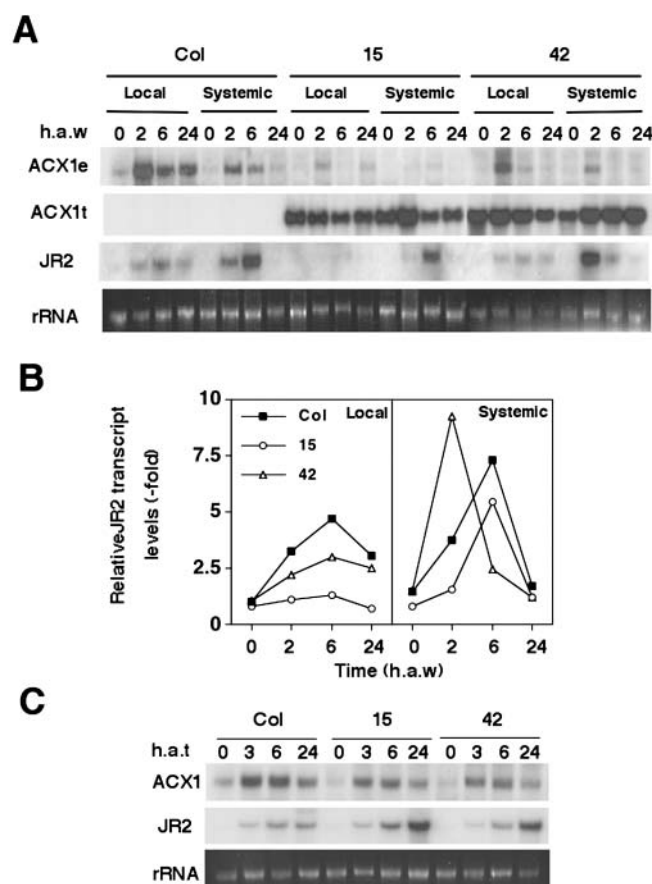 A
Col 15 42
Local Systemic Local Systemic Local Systemic
h.a.w 0 2 6 24 0 2 6 24 0 2 6 24 0 2 6 24 0 2 6 24 0 2 6 24
ACX1e
ACX1t
JR2
rRNA
B
RelativeJR2 transcript
levels (-fold)
10
7.5
5
2.5
0
Col Local
15
42
Systemic
0 2 6 24 0 2 6 24
Time (h.a.w)
C
Col 15 42
h.a.t 0 3 6 24 0 3 6 24 0 3 6 24
ACX1
JR2
rRNA